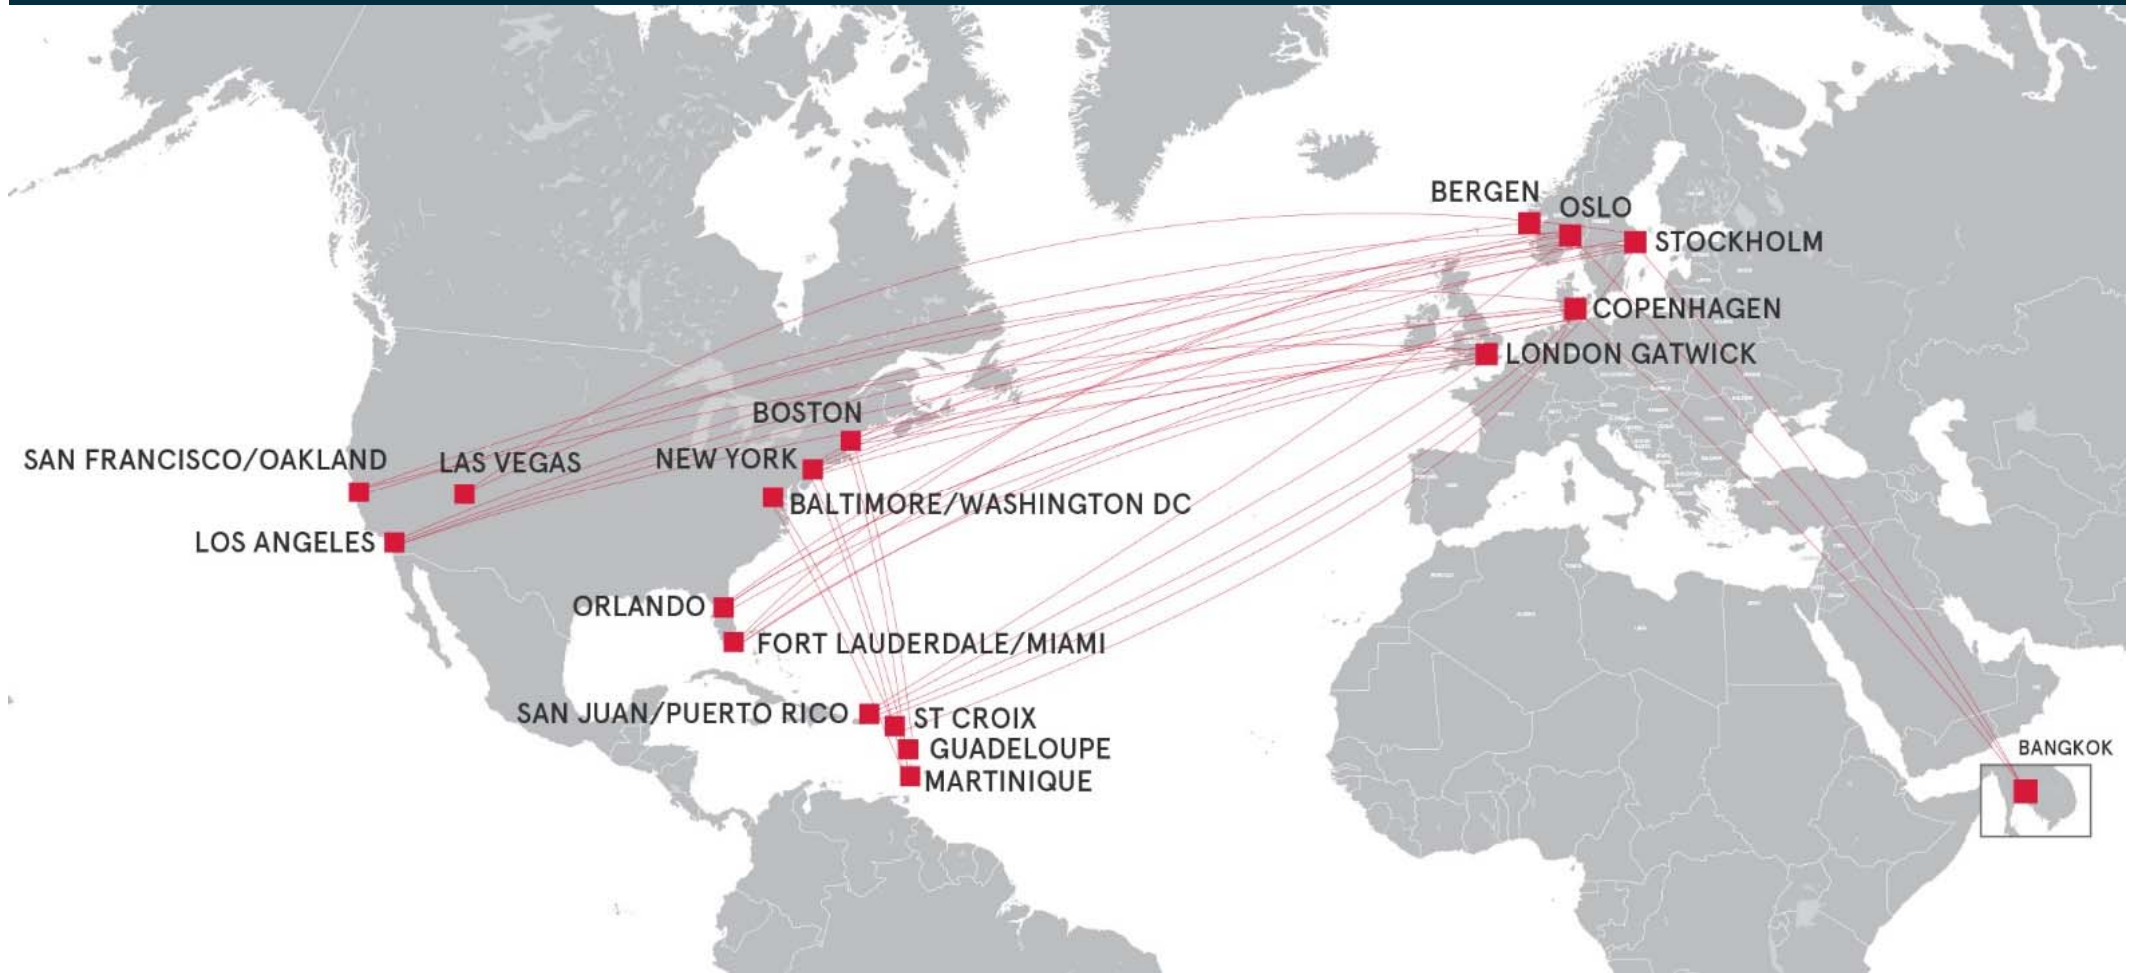 BERGEN
OSLO
STOCKHOLM
COPENHAGEN
LONDON GATWICK
BOSTON
SAN FRANCISCO/OAKLAND
LAS VEGAS
NEW YORK
BALTIMORE/WASHINGTON DC
LOS ANGELES
ORLANDO
FORT LAUDERDALE/MIAMI
SAN JUAN/PUERTO RICO
ST CROIX
GUADELOUPE
MARTINIQUE
BANGKOK